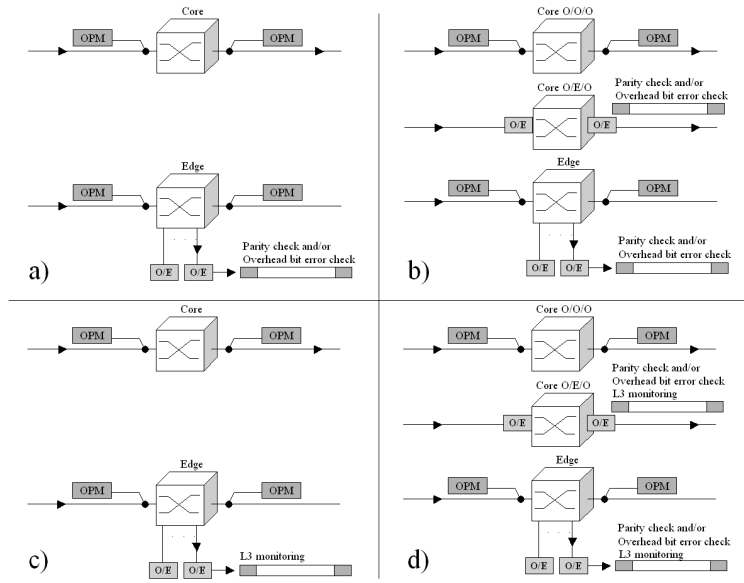 Core
OPM
OPM
Edge
OPM
OPM
Parity check and/or
Overhead bit error check
O/E
O/E
a)
Core O/O/O
OPM
OPM
Core O/E/O
Parity check and/or
Overhead bit error check
O/E
O/E
Edge
OPM
OPM
Parity check and/or
Overhead bit error check
O/E
O/E
b)
Core
OPM
OPM
Edge
OPM
OPM
L3 monitoring
O/E
O/E
c)
Core O/O/O
OPM
OPM
Core O/E/O
Parity check and/or
Overhead bit error check
L3 monitoring
O/E
O/E
Edge
OPM
OPM
Parity check and/or
Overhead bit error check
L3 monitoring
O/E
O/E
d)